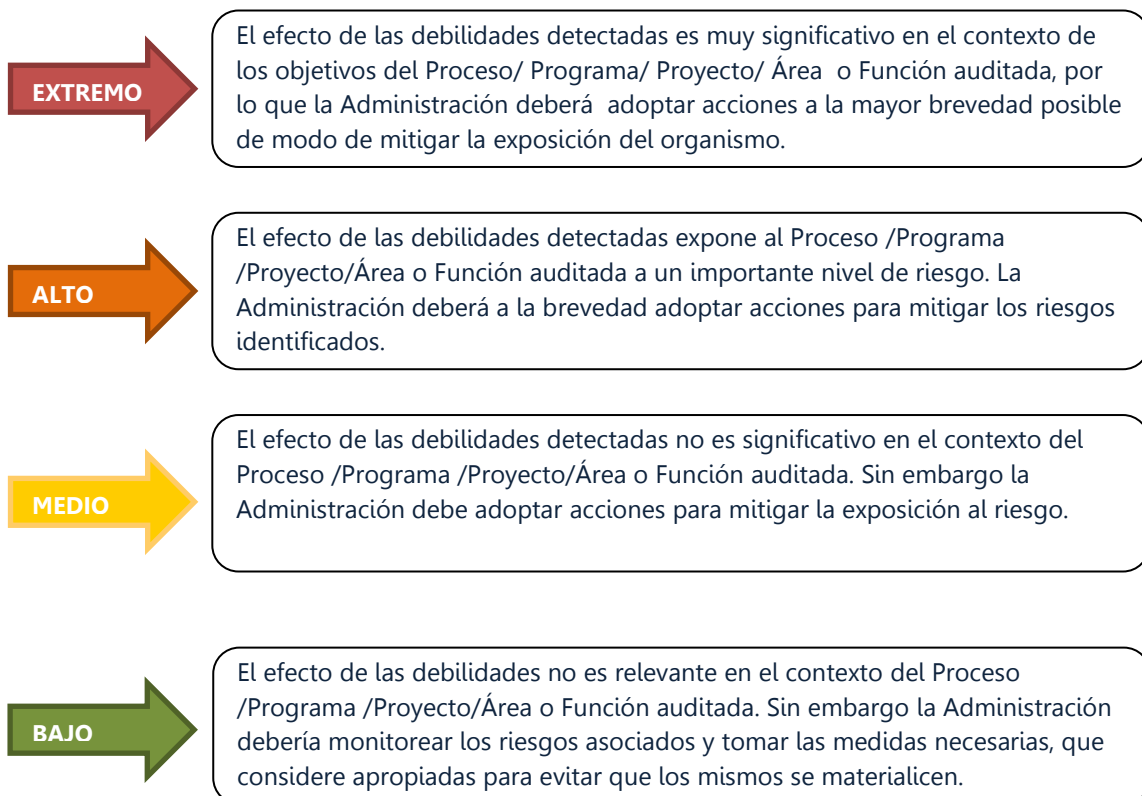 EXTREMO
El efecto de las debilidades detectadas es muy significativo en el contexto de
los objetivos del Proceso/ Programa/ Proyecto/ Área o Función auditada, por
lo que la Administración deberá adoptar acciones a la mayor brevedad posible
de modo de mitigar la exposición del organismo.
ALTO
El efecto de las debilidades detectadas expone al Proceso /Programa
/Proyecto/Área o Función auditada a un importante nivel de riesgo. La
Administración deberá a la brevedad adoptar acciones para mitigar los riesgos
identificados.
MEDIO
El efecto de las debilidades detectadas no es significativo en el contexto del
Proceso /Programa /Proyecto/Área o Función auditada. Sin embargo la
Administración debe adoptar acciones para mitigar la exposición al riesgo.
BAJO
El efecto de las debilidades no es relevante en el contexto del Proceso
/Programa /Proyecto/Área o Función auditada. Sin embargo la Administración
debería monitorear los riesgos asociados y tomar las medidas necesarias, que
considere apropiadas para evitar que los mismos se materialicen.